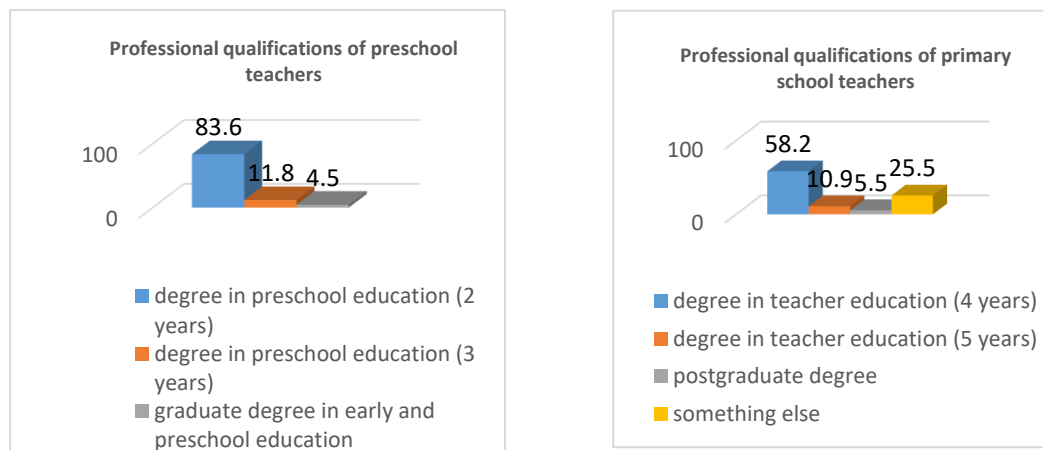 Professional qualifications of preschool
teachers
83.6
11.8
4.5
100
0
degree in preschool education (2
years)
degree in preschool education (3
years)
graduate degree in early and
preschool education
Professional qualifications of primary
school teachers
58.2
10.9
5.5
25.5
100
0
degree in teacher education (4 years)
degree in teacher education (5 years)
postgraduate degree
something else